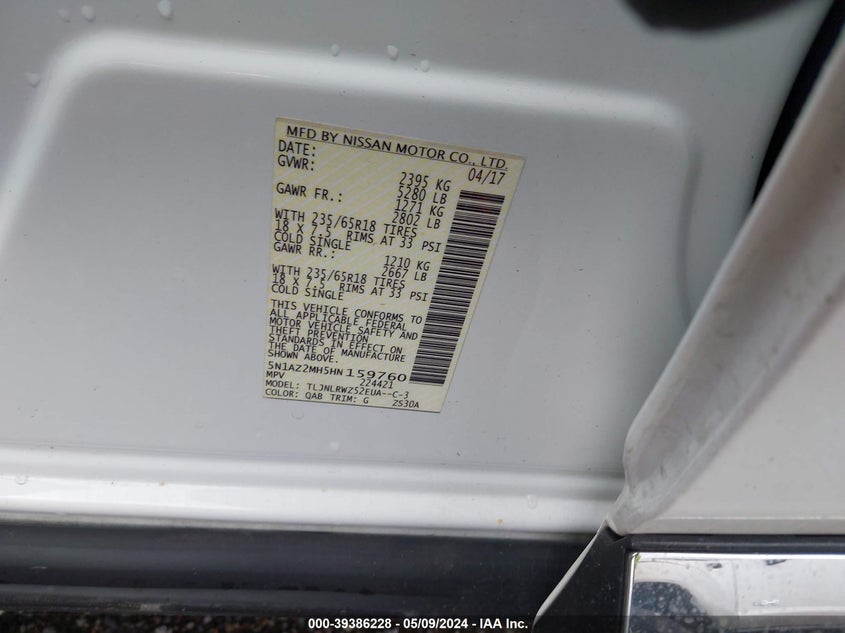 MFD BY NISSAN MOTOR CO., LTD.
DATE: 04/17
GVWR: 2395 KG
5280 LB
GAWR FR.: 1271 KG
2802 LB
WITH 235/65R18 TIRES
18 X 7.5 RIMS AT 33 PSI
COLD SINGLE
GAWR RR.: 1210 KG
2667 LB
WITH 235/65R18 TIRES
18 X 7.5 RIMS AT 33 PSI
COLD SINGLE
THIS VEHICLE CONFORMS TO
ALL APPLICABLE FEDERAL
MOTOR VEHICLE SAFETY AND
THEFT PREVENTION
STANDARDS IN EFFECT ON
THE DATE OF MANUFACTURE
SHOWN ABOVE.
5N1AZ2MH5HN159760
MPV 224421
MODEL: TLJNLRWZ52EUA--C-3
COLOR: QAB TRIM: G ZS30A
000-39386228 - 05/09/2024 - IAA Inc.